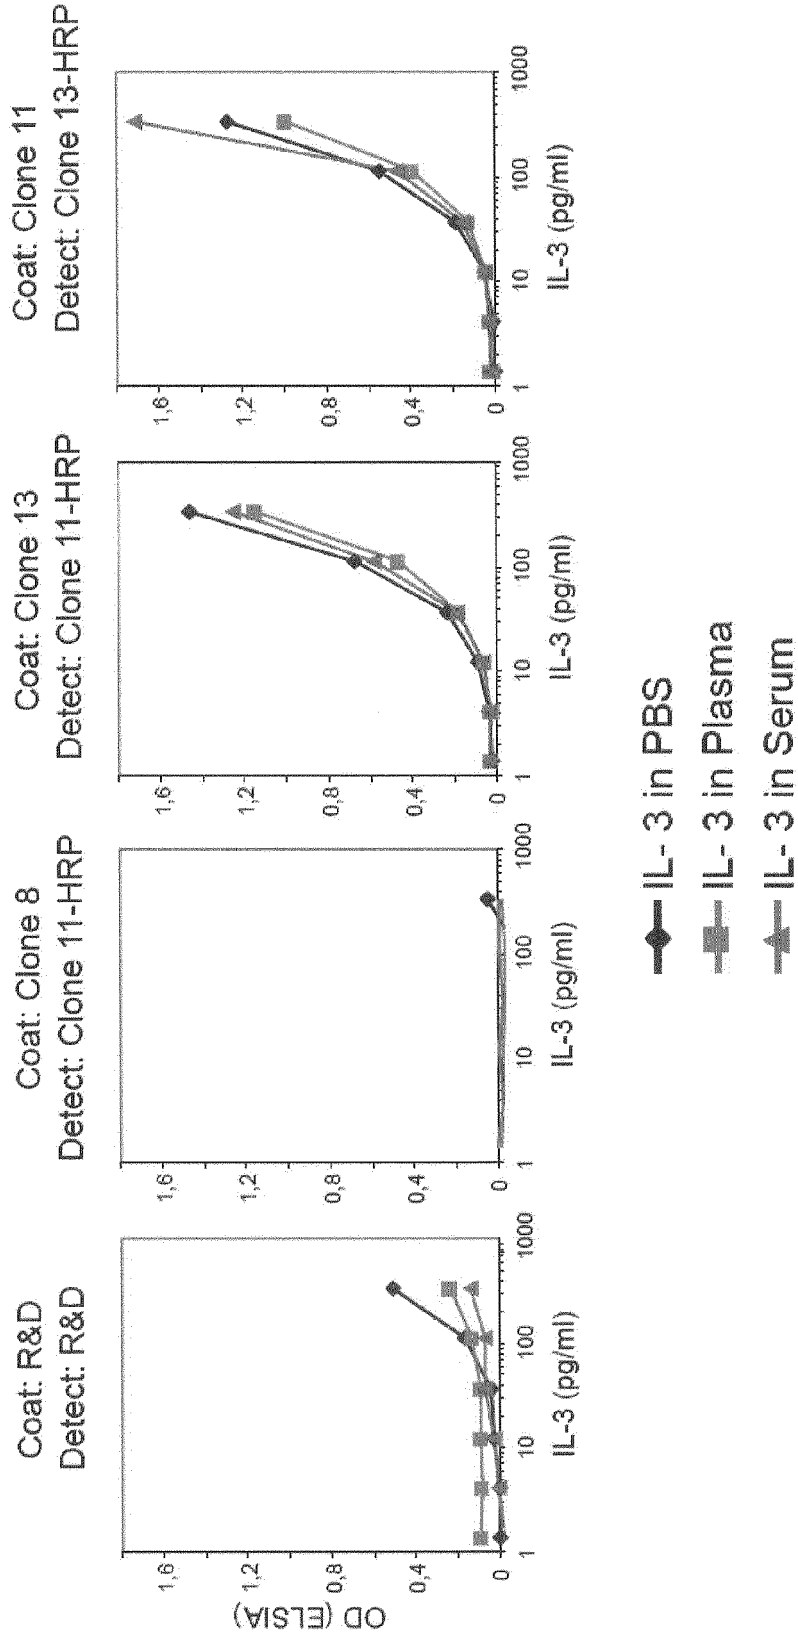 Coat: R&D
Detect: R&D
OD (ELSIA)
1,6
1,2
0,8
0,4
0
1
10
100
1000
IL-3 (pg/ml)
Coat: Clone 8
Detect: Clone 11-HRP
1,6
1,2
0,8
0,4
0
1
10
100
1000
IL-3 (pg/ml)
Coat: Clone 13
Detect: Clone 11-HRP
1,6
1,2
0,8
0,4
0
1
10
100
1000
IL-3 (pg/ml)
Coat: Clone 11
Detect: Clone 13-HRP
1,6
1,2
0,8
0,4
0
1
10
100
1000
IL-3 (pg/ml)
IL- 3 in PBS
IL- 3 in Plasma
IL- 3 in Serum